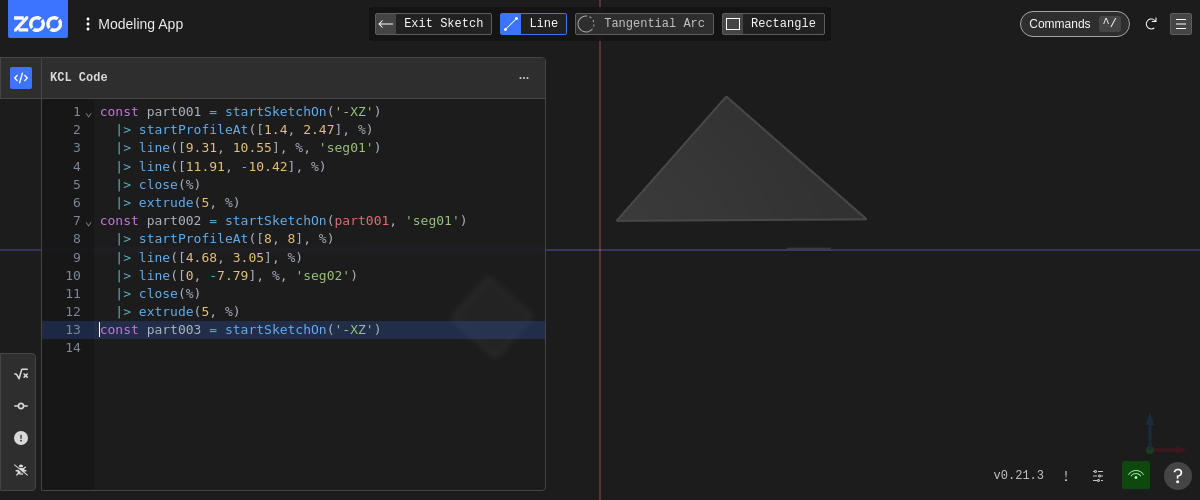 ZOO
Modeling App
Exit Sketch
Line
Tangential Arc
Rectangle
Commands ^/
KCL Code
1 const part001 = startSketchOn('-XZ')
2   |> startProfileAt([1.4, 2.47], %)
3   |> line([9.31, 10.55], %, 'seg01')
4   |> line([11.91, -10.42], %)
5   |> close(%)
6   |> extrude(5, %)
7 const part002 = startSketchOn(part001, 'seg01')
8   |> startProfileAt([8, 8], %)
9   |> line([4.68, 3.05], %)
10   |> line([0, -7.79], %, 'seg02')
11   |> close(%)
12   |> extrude(5, %)
13 const part003 = startSketchOn('-XZ')
14
v0.21.3